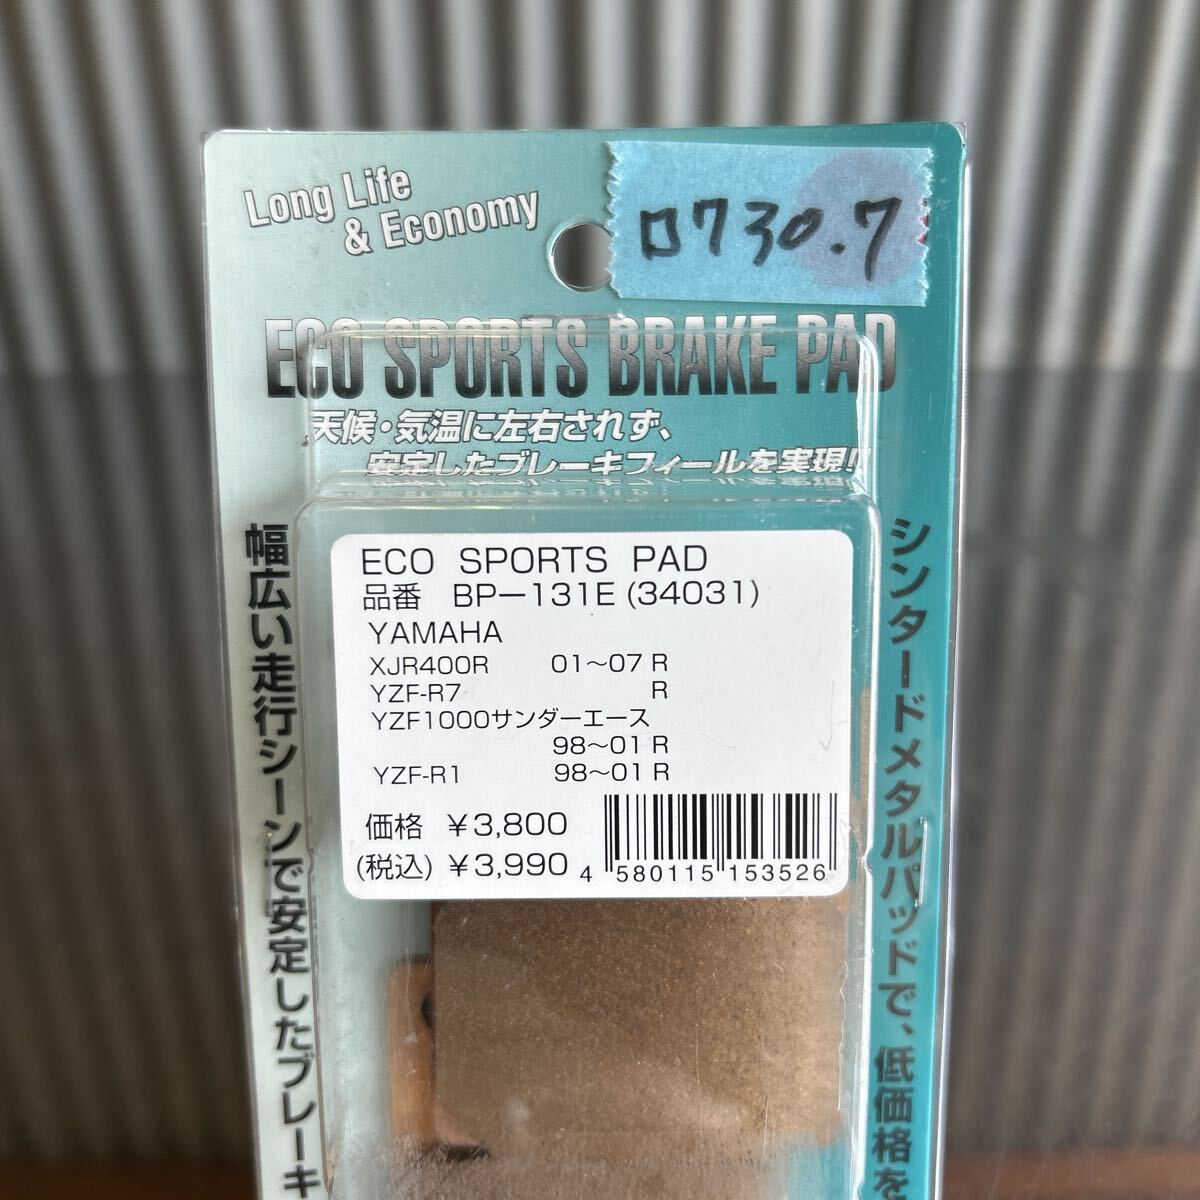 Long Life
& Economy
ロ730.7
ECO SPORTS BRAKE PAD
天候・気温に左右されず、
安定したブレーキフィールを実現!!
幅広い走行シーンで安定したブレーキ
シンタードメタルパッドで、低価格を
ECO SPORTS PAD
品番 BP－131E (34031)
YAMAHA
XJR400R 01～07 R
YZF-R7 R
YZF1000サンダーエース
98～01 R
YZF-R1 98～01 R
価格 ￥3,800
(税込) ￥3,990
4 580115 153526